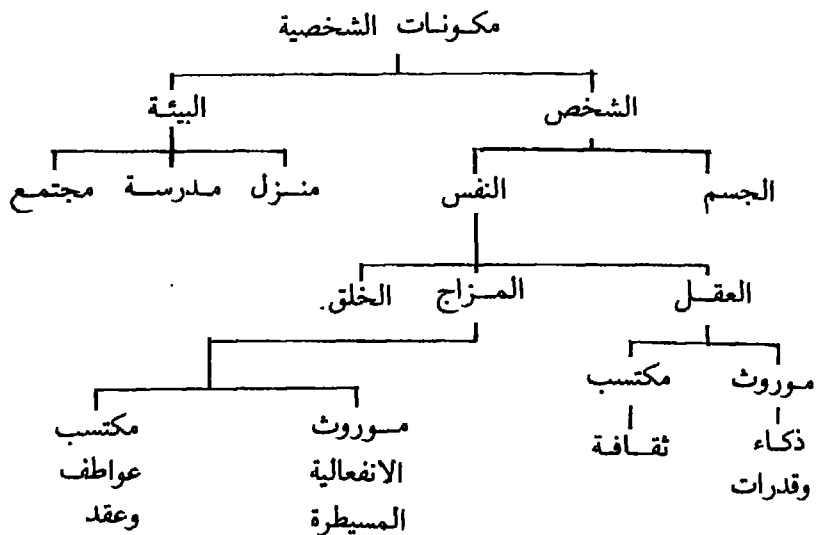 مكونات الشخصية
الشخص البيئة
الجسم النفس منزل مدرسة مجتمع
العقل المزاج الخلق.
موروث مكتسب
ذكاء ثقافة
وقدرات
موروث مكتسب
الانفعالية عواطف
المسيطرة وعقد